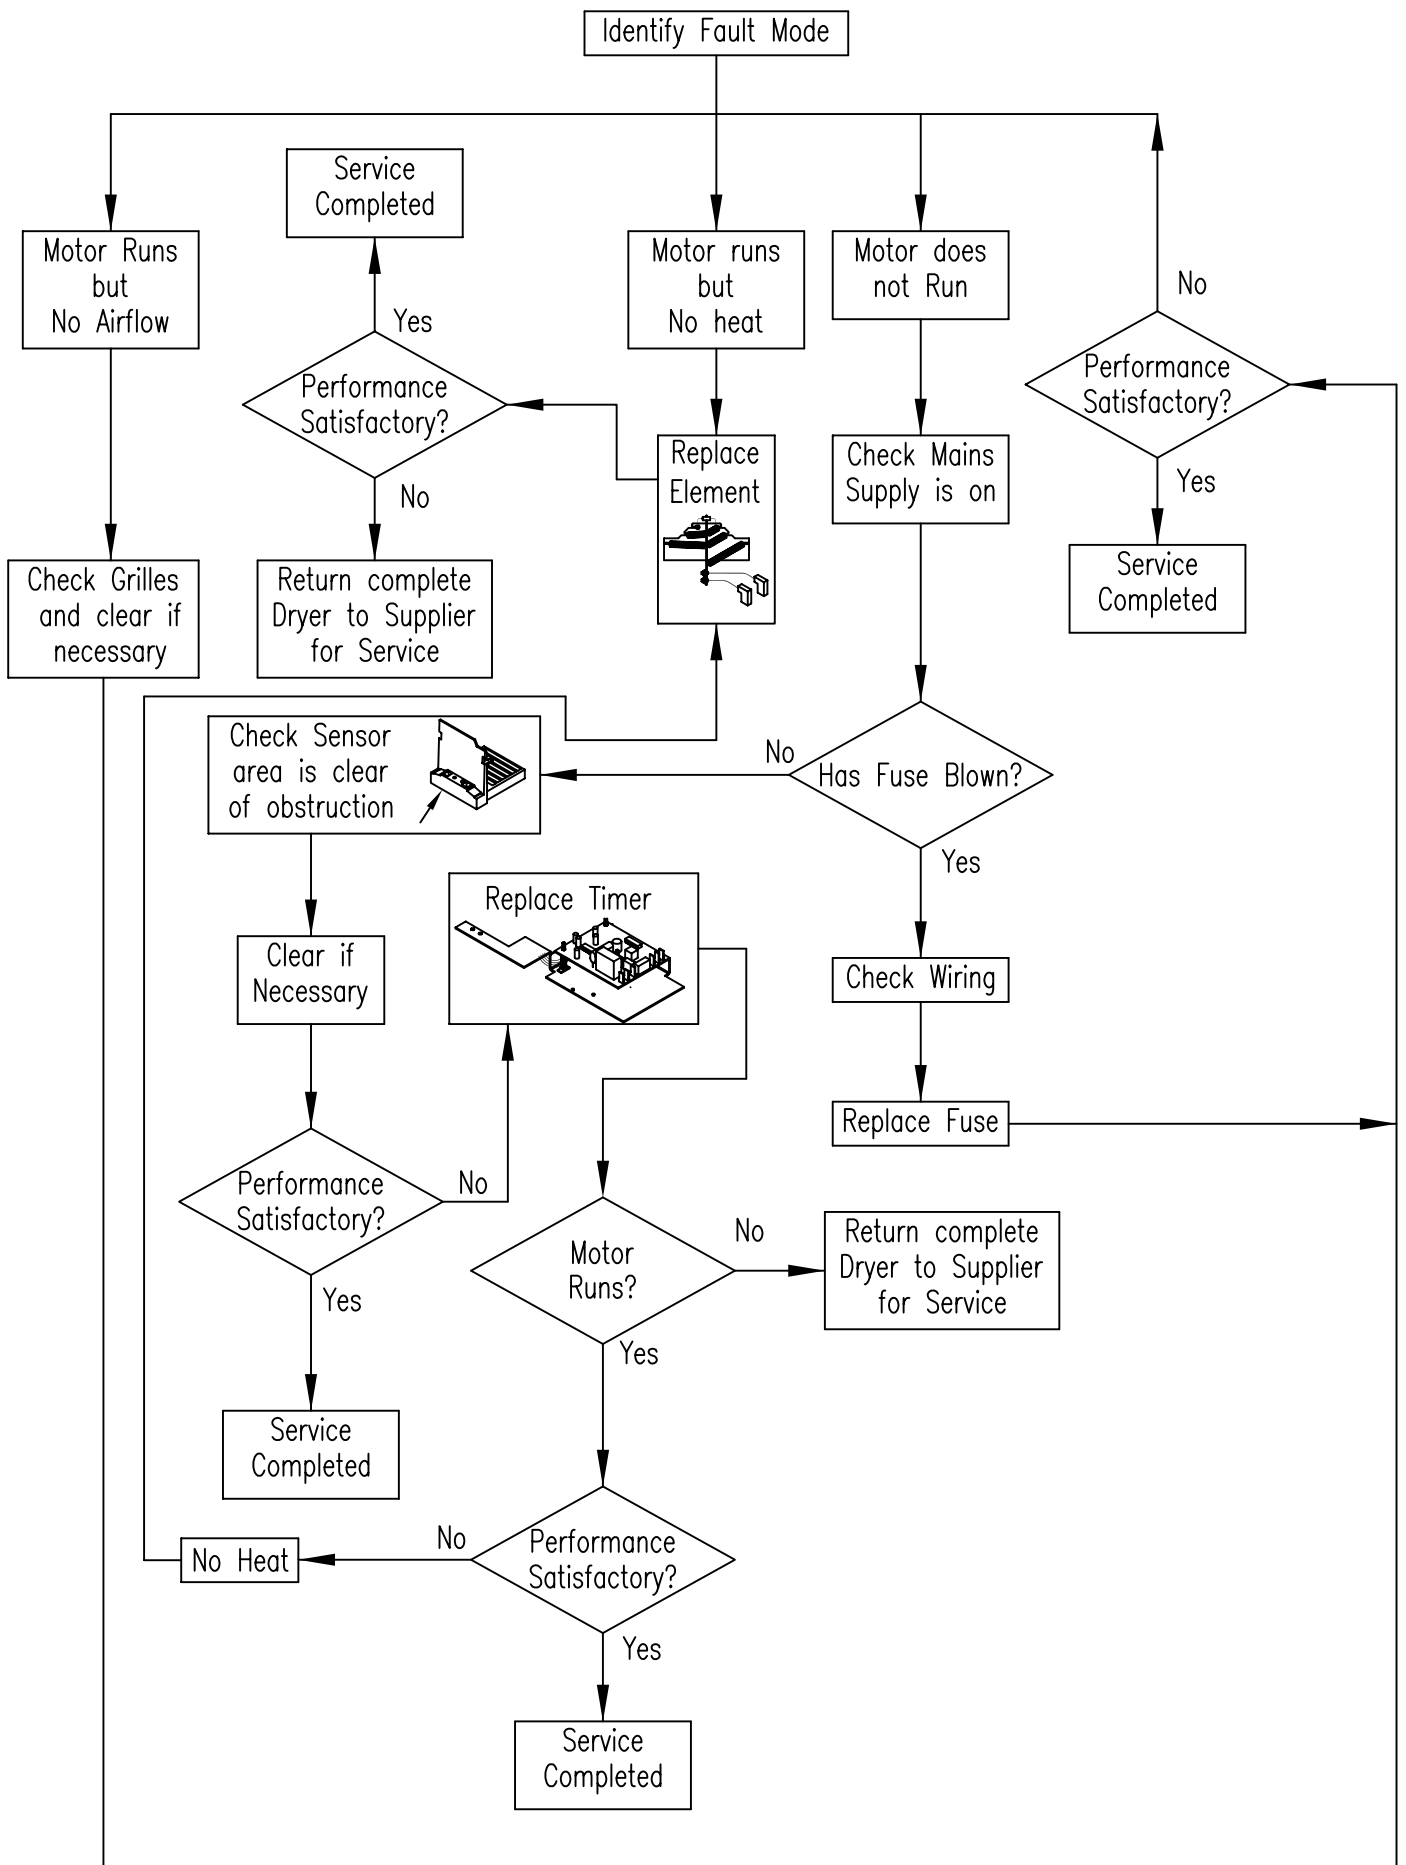 Identify Fault Mode
Service
Completed
Motor Runs
but
No Airflow
Motor runs
but
No heat
Motor does
not Run
No
Yes
Performance
Satisfactory?
Performance
Satisfactory?
Replace
Element
Check Mains
Supply is on
No
Yes
Check Grilles
and clear if
necessary
Return complete
Dryer to Supplier
for Service
Service
Completed
Check Sensor
area is clear
of obstruction
No
Has Fuse Blown?
Yes
Replace Timer
Clear if
Necessary
Check Wiring
Replace Fuse
Performance
Satisfactory?
No
Yes
Motor
Runs?
No
Return complete
Dryer to Supplier
for Service
Yes
Service
Completed
No Heat
No
Performance
Satisfactory?
Yes
Service
Completed